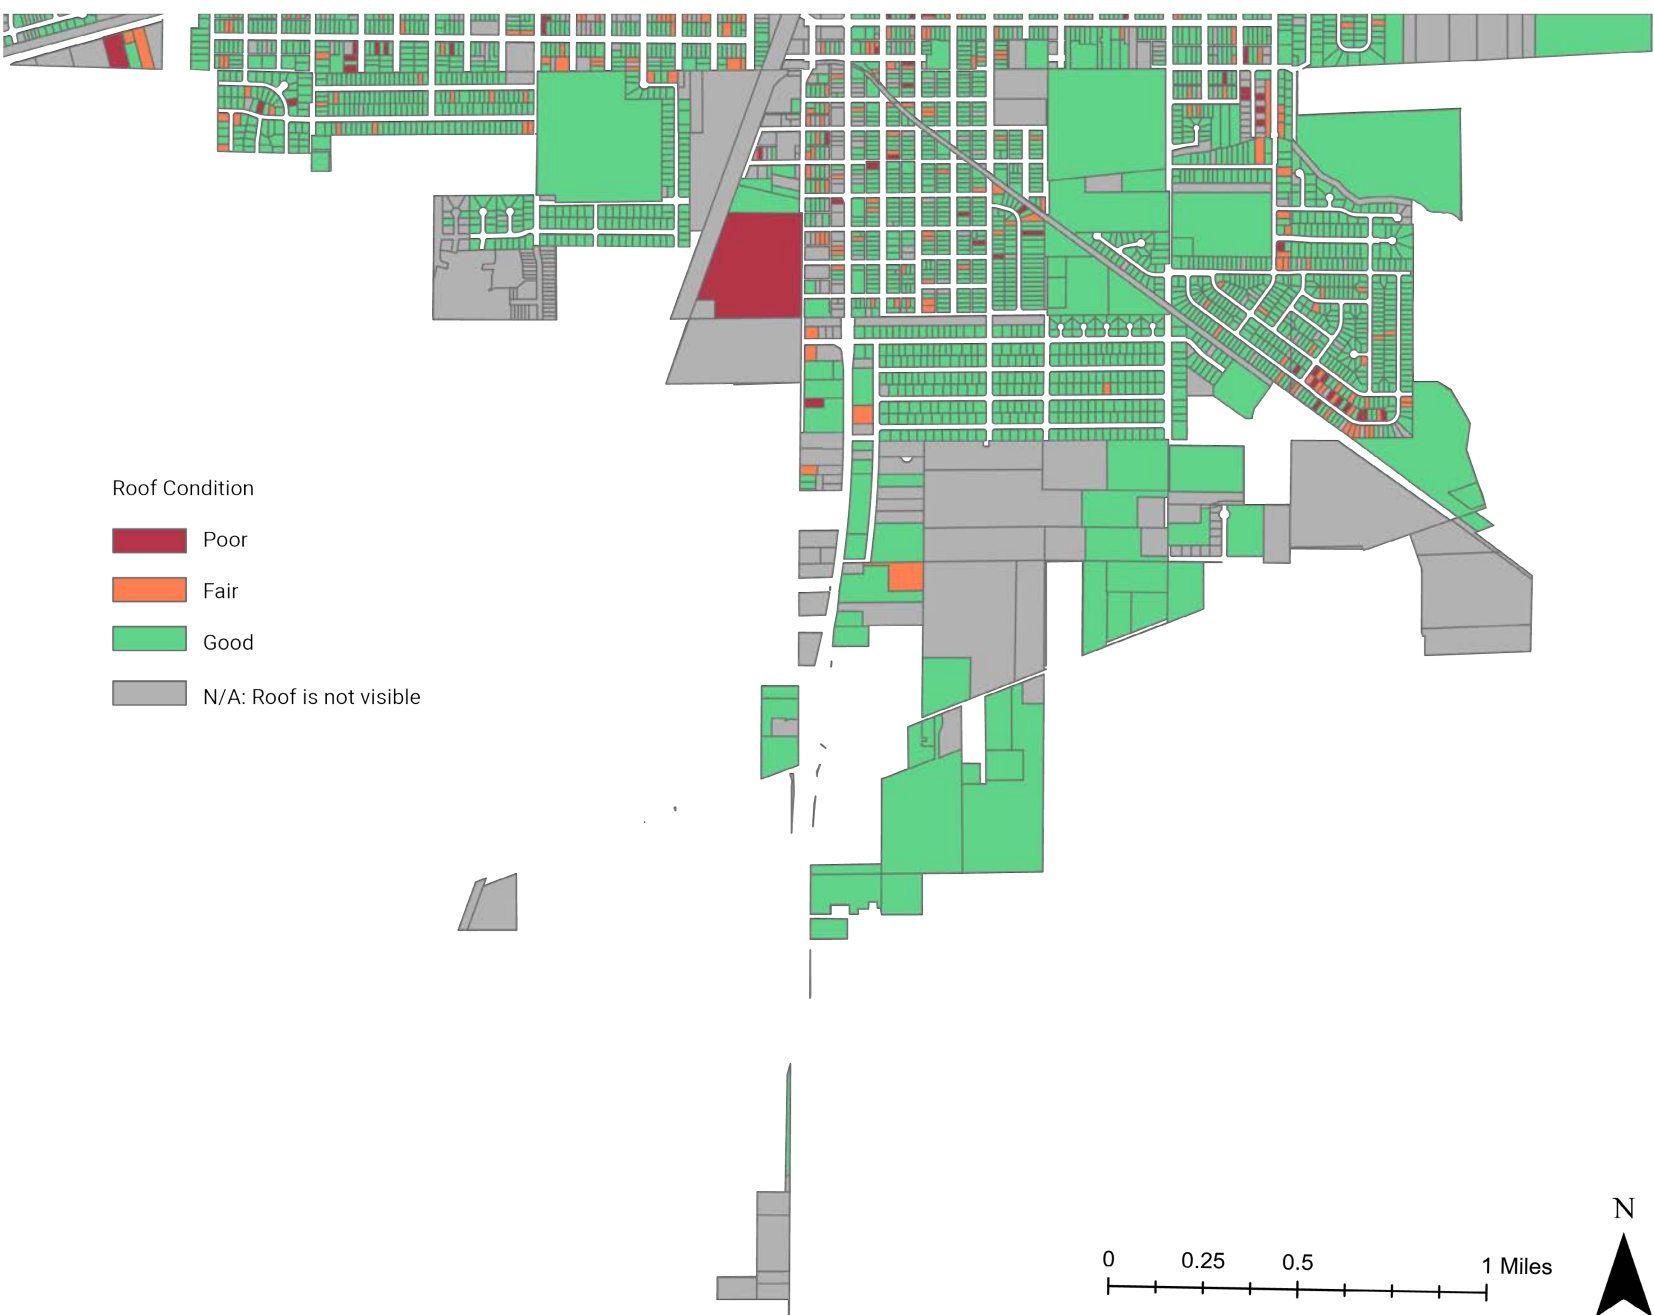 Roof Condition
Poor
Fair
Good
N/A: Roof is not visible
N
0 0.25 0.5 1 Miles